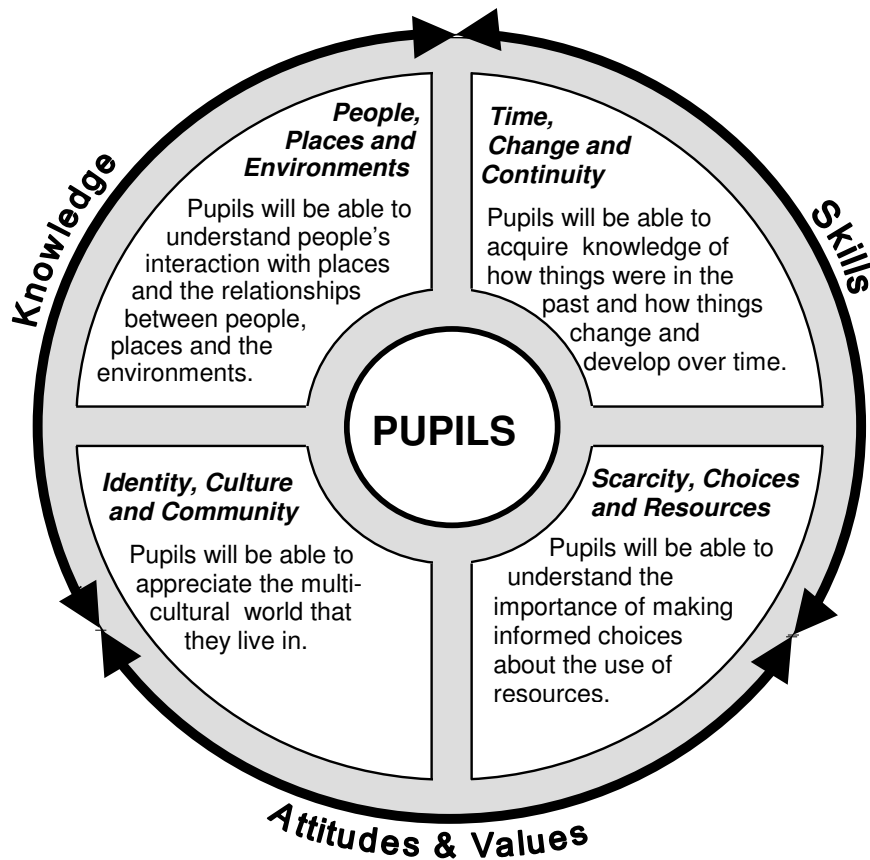 Knowledge
Skills
Attitudes & Values
People,
Places and
Environments
Pupils will be able to
understand people's
interaction with places
and the relationships
between people,
places and the
environments.
Time,
Change and
Continuity
Pupils will be able to
acquire knowledge of
how things were in the
past and how things
change and
develop over time.
PUPILS
Identity, Culture
and Community
Pupils will be able to
appreciate the multi-
cultural world that
they live in.
Scarcity, Choices
and Resources
Pupils will be able to
understand the
importance of making
informed choices
about the use of
resources.